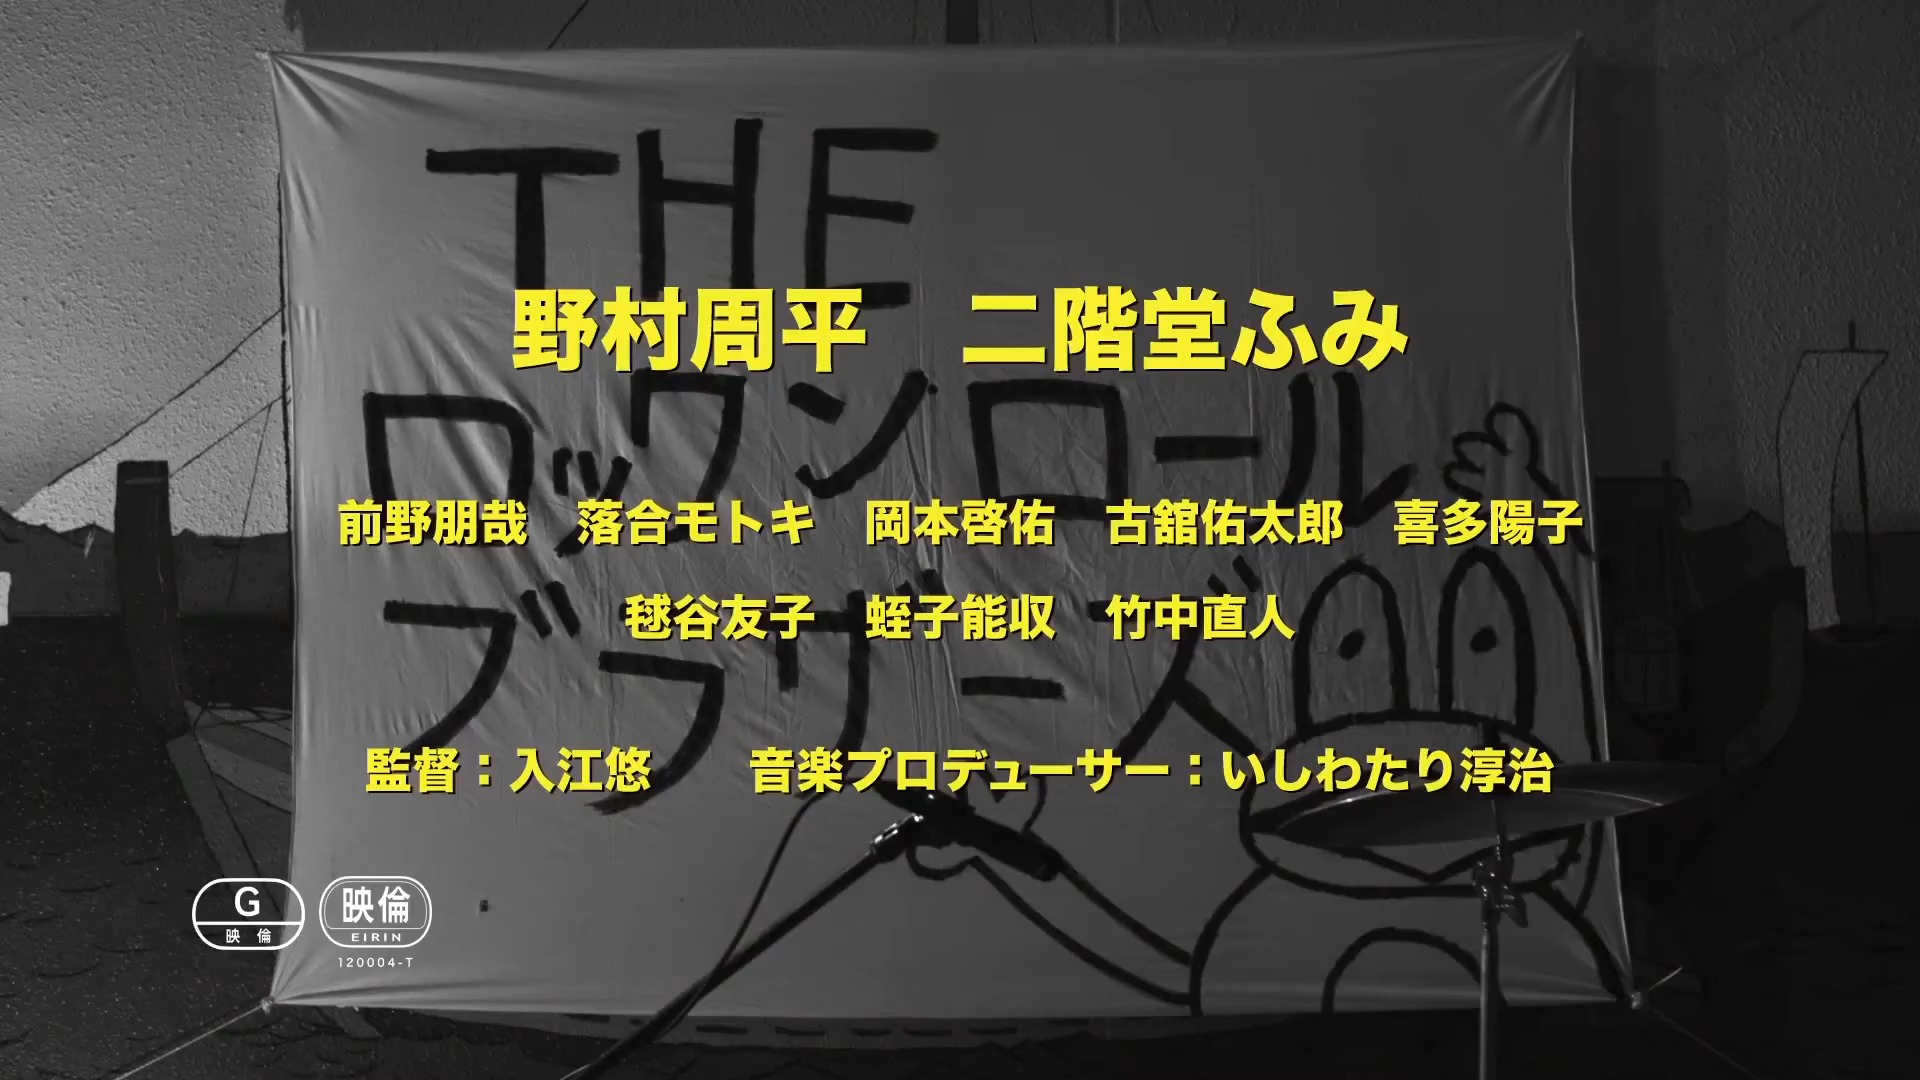 THE
野村周平　二階堂ふみ
ロックンロール
前野朋哉　落合モトキ　岡本啓佑　古舘佑太郎　喜多陽子
ブラザーズ
毬谷友子　蛭子能収　竹中直人
監督：入江悠　　音楽プロデューサー：いしわたり淳治
G
映倫
映倫
EIRIN
120004-T